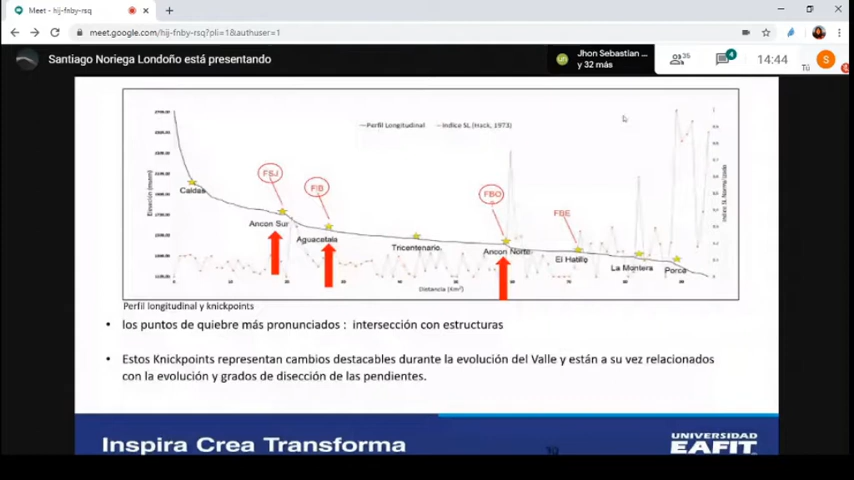 Meet - hij-fnby-rsq
meet.google.com/hij-fnby-rsq?pli=1&authuser=1
Santiago Noriega Londoño está presentando
Jhon Sebastian ...
y 32 más
35
4
14:44
Tú
S
Perfil Longitudinal
Indice SL (Hack, 1973)
FSJ
FIB
FBO
?
FBE
Caldas
Ancon Sur
Aguacatala
Tricentenario
Ancon Norte
El Hatillo
La Montera
Porce
Distancia (Km²)
Perfil longitudinal y knickpoints
• los puntos de quiebre más pronunciados : intersección con estructuras
• Estos Knickpoints representan cambios destacables durante la evolución del Valle y están a su vez relacionados
con la evolución y grados de disección de las pendientes.
Inspira Crea Transforma
UNIVERSIDAD
EAFIT